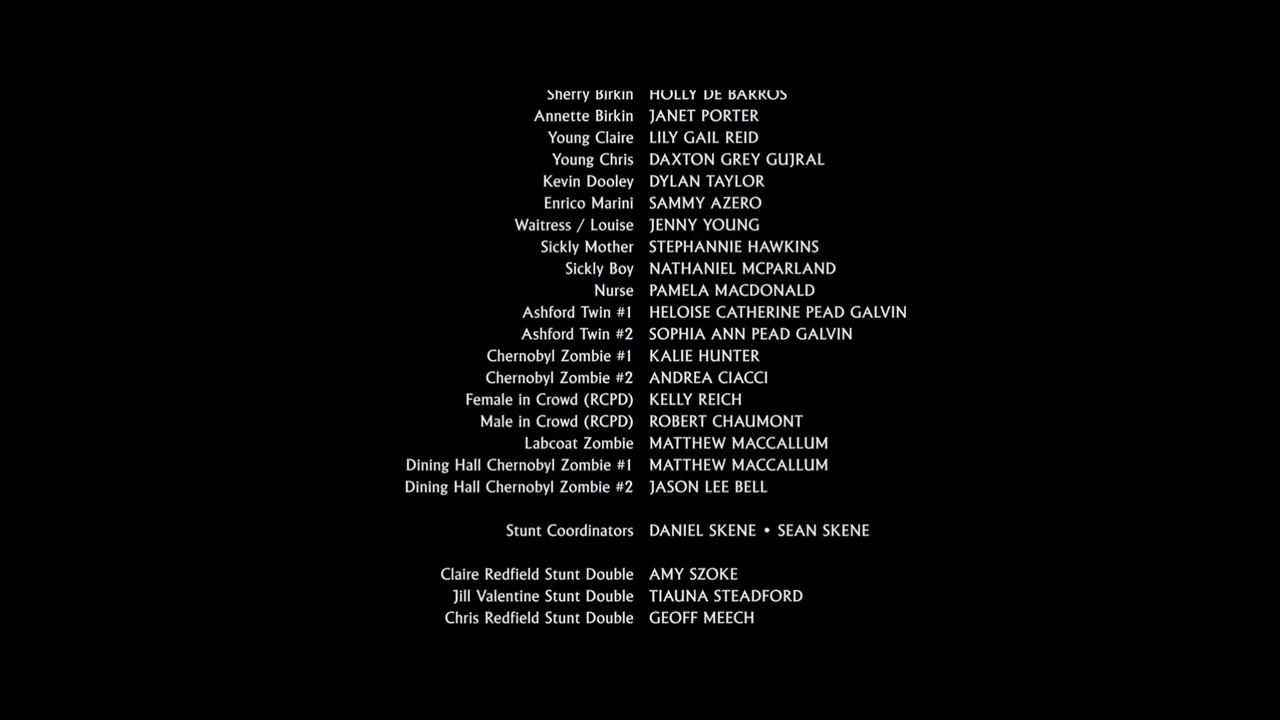 Sherry Birkin HOLLY DE BARROS
Annette Birkin JANET PORTER
Young Claire LILY GAIL REID
Young Chris DAXTON GREY GUJRAL
Kevin Dooley DYLAN TAYLOR
Enrico Marini SAMMY AZERO
Waitress / Louise JENNY YOUNG
Sickly Mother STEPHANNIE HAWKINS
Sickly Boy NATHANIEL MCPARLAND
Nurse PAMELA MACDONALD
Ashford Twin #1 HELOISE CATHERINE PEAD GALVIN
Ashford Twin #2 SOPHIA ANN PEAD GALVIN
Chernobyl Zombie #1 KALIE HUNTER
Chernobyl Zombie #2 ANDREA CIACCI
Female in Crowd (RCPD) KELLY REICH
Male in Crowd (RCPD) ROBERT CHAUMONT
Labcoat Zombie MATTHEW MACCALLUM
Dining Hall Chernobyl Zombie #1 MATTHEW MACCALLUM
Dining Hall Chernobyl Zombie #2 JASON LEE BELL
Stunt Coordinators DANIEL SKENE • SEAN SKENE
Claire Redfield Stunt Double AMY SZOKE
Jill Valentine Stunt Double TIAUNA STEADFORD
Chris Redfield Stunt Double GEOFF MEECH